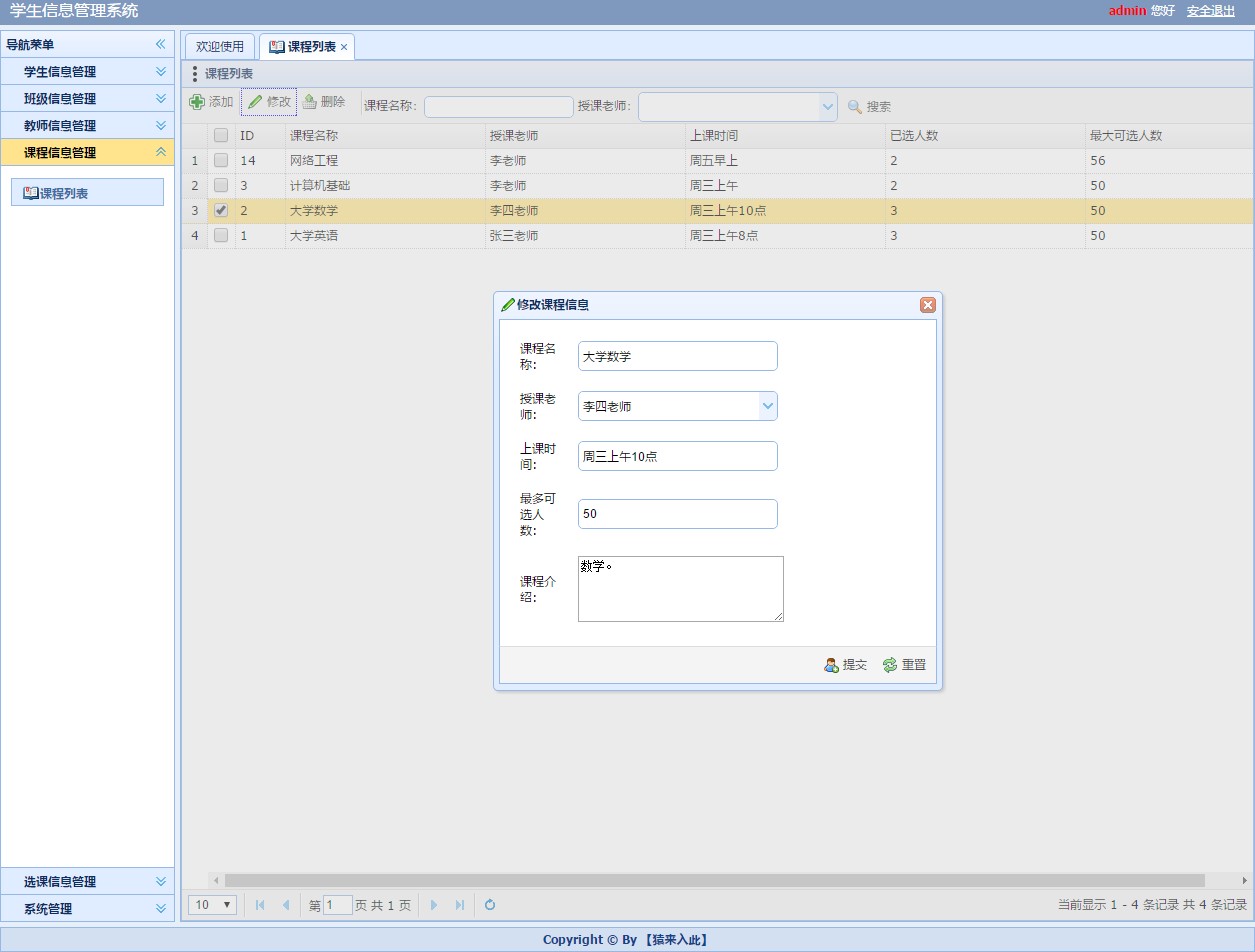 学生信息管理系统
admin 您好 安全退出
导航菜单
学生信息管理
班级信息管理
教师信息管理
课程信息管理
课程列表
选课信息管理
系统管理
欢迎使用 课程列表
课程列表
添加 修改 删除 课程名称: 授课老师: 搜索
ID 课程名称 授课老师 上课时间 已选人数 最大可选人数
1 14 网络工程 李老师 周五早上 2 56
2 3 计算机基础 李老师 周三上午 2 50
3 2 大学数学 李四老师 周三上午10点 3 50
4 1 大学英语 张三老师 周三上午8点 3 50
修改课程信息
课程名
称: 大学数学
授课老
师: 李四老师
上课时
间: 周三上午10点
最多可
选人
数: 50
课程介
绍: 数学。
提交 重置
10 第 1 页 共 1 页 当前显示 1 - 4 条记录 共 4 条记录
Copyright © By 【猿来入此】